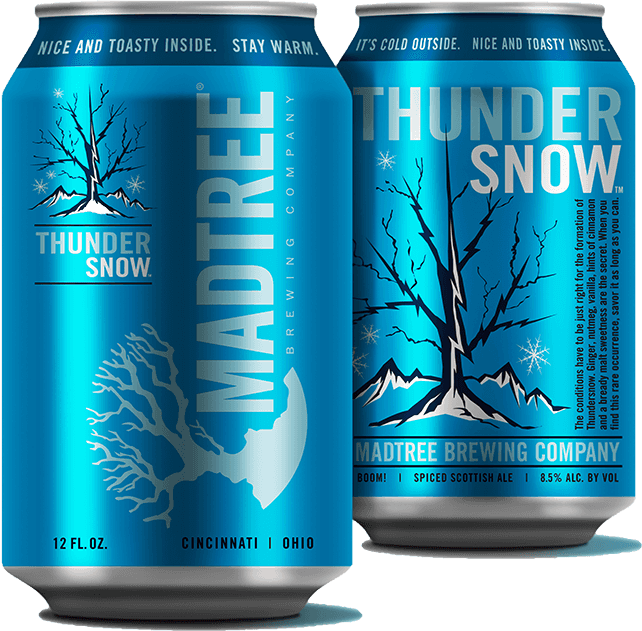 NICE AND TOASTY INSIDE. STAY WARM.
THUNDER
SNOW.
MADTREE®
BREWING COMPANY
12 FL. OZ.
CINCINNATI | OHIO
IT'S COLD OUTSIDE. NICE AND TOASTY INSIDE.
THUNDER
SNOW™
The conditions have to be just right for the formation of
Thundersnow. Ginger, nutmeg, vanilla, hints of cinnamon
and a bready malt sweetness are the secret. When you
find this rare occurrence, savor it as long as you can.
MADTREE BREWING COMPANY
BOOM! | SPICED SCOTTISH ALE | 8.5% ALC. BY VOL